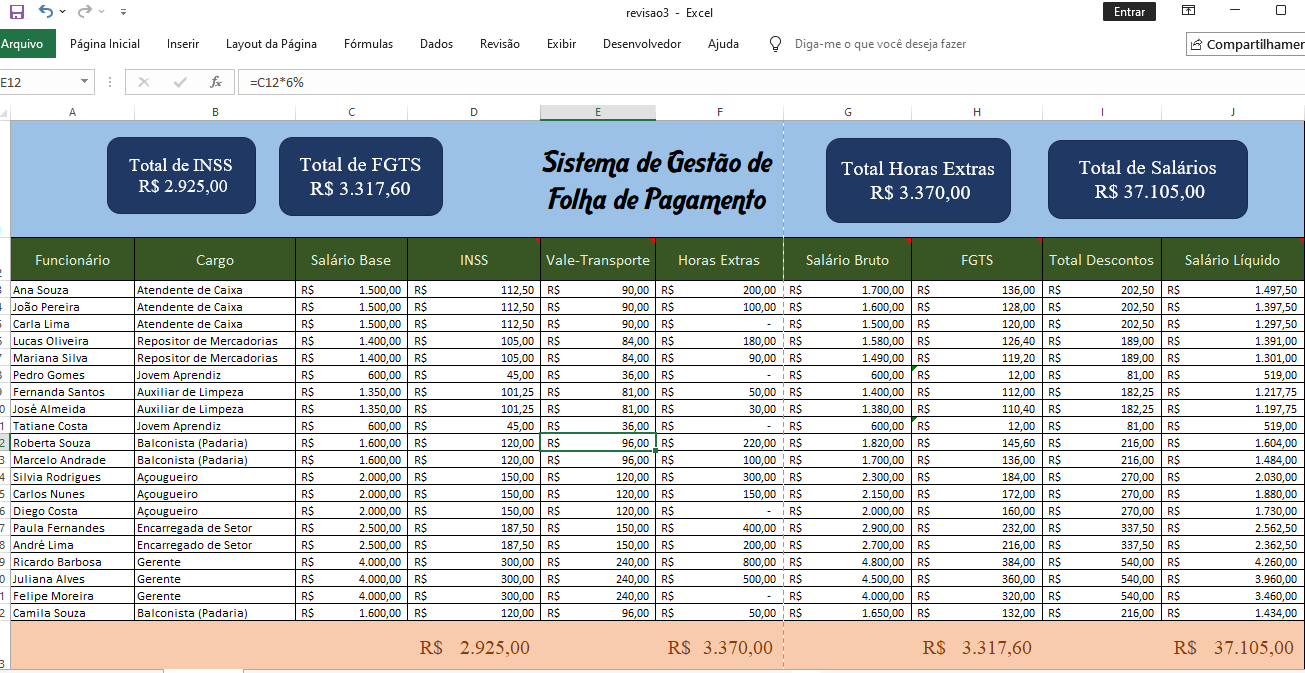 revisao3 - Excel
Entrar
Arquivo Página Inicial Inserir Layout da Página Fórmulas Dados Revisão Exibir Desenvolvedor Ajuda Diga-me o que você deseja fazer Compartilhamer
E12 fx =C12*6%
A B C D E F G H I J
Total de INSS
R$ 2.925,00
Total de FGTS
R$ 3.317,60
Sistema de Gestão de
Folha de Pagamento
Total Horas Extras
R$ 3.370,00
Total de Salários
R$ 37.105,00
Funcionário Cargo Salário Base INSS Vale-Transporte Horas Extras Salário Bruto FGTS Total Descontos Salário Líquido
Ana Souza Atendente de Caixa R$ 1.500,00 R$ 112,50 R$ 90,00 R$ 200,00 R$ 1.700,00 R$ 136,00 R$ 202,50 R$ 1.497,50
João Pereira Atendente de Caixa R$ 1.500,00 R$ 112,50 R$ 90,00 R$ 100,00 R$ 1.600,00 R$ 128,00 R$ 202,50 R$ 1.397,50
Carla Lima Atendente de Caixa R$ 1.500,00 R$ 112,50 R$ 90,00 R$ - R$ 1.500,00 R$ 120,00 R$ 202,50 R$ 1.297,50
Lucas Oliveira Repositor de Mercadorias R$ 1.400,00 R$ 105,00 R$ 84,00 R$ 180,00 R$ 1.580,00 R$ 126,40 R$ 189,00 R$ 1.391,00
Mariana Silva Repositor de Mercadorias R$ 1.400,00 R$ 105,00 R$ 84,00 R$ 90,00 R$ 1.490,00 R$ 119,20 R$ 189,00 R$ 1.301,00
Pedro Gomes Jovem Aprendiz R$ 600,00 R$ 45,00 R$ 36,00 R$ - R$ 600,00 R$ 12,00 R$ 81,00 R$ 519,00
Fernanda Santos Auxiliar de Limpeza R$ 1.350,00 R$ 101,25 R$ 81,00 R$ 50,00 R$ 1.400,00 R$ 112,00 R$ 182,25 R$ 1.217,75
José Almeida Auxiliar de Limpeza R$ 1.350,00 R$ 101,25 R$ 81,00 R$ 30,00 R$ 1.380,00 R$ 110,40 R$ 182,25 R$ 1.197,75
Tatiane Costa Jovem Aprendiz R$ 600,00 R$ 45,00 R$ 36,00 R$ - R$ 600,00 R$ 12,00 R$ 81,00 R$ 519,00
Roberta Souza Balconista (Padaria) R$ 1.600,00 R$ 120,00 R$ 96,00 R$ 220,00 R$ 1.820,00 R$ 145,60 R$ 216,00 R$ 1.604,00
Marcelo Andrade Balconista (Padaria) R$ 1.600,00 R$ 120,00 R$ 96,00 R$ 100,00 R$ 1.700,00 R$ 136,00 R$ 216,00 R$ 1.484,00
Silvia Rodrigues Açougueiro R$ 2.000,00 R$ 150,00 R$ 120,00 R$ 300,00 R$ 2.300,00 R$ 184,00 R$ 270,00 R$ 2.030,00
Carlos Nunes Açougueiro R$ 2.000,00 R$ 150,00 R$ 120,00 R$ 150,00 R$ 2.150,00 R$ 172,00 R$ 270,00 R$ 1.880,00
Diego Costa Açougueiro R$ 2.000,00 R$ 150,00 R$ 120,00 R$ - R$ 2.000,00 R$ 160,00 R$ 270,00 R$ 1.730,00
Paula Fernandes Encarregada de Setor R$ 2.500,00 R$ 187,50 R$ 150,00 R$ 400,00 R$ 2.900,00 R$ 232,00 R$ 337,50 R$ 2.562,50
André Lima Encarregado de Setor R$ 2.500,00 R$ 187,50 R$ 150,00 R$ 200,00 R$ 2.700,00 R$ 216,00 R$ 337,50 R$ 2.362,50
Ricardo Barbosa Gerente R$ 4.000,00 R$ 300,00 R$ 240,00 R$ 800,00 R$ 4.800,00 R$ 384,00 R$ 540,00 R$ 4.260,00
Juliana Alves Gerente R$ 4.000,00 R$ 300,00 R$ 240,00 R$ 500,00 R$ 4.500,00 R$ 360,00 R$ 540,00 R$ 3.960,00
Felipe Moreira Gerente R$ 4.000,00 R$ 300,00 R$ 240,00 R$ - R$ 4.000,00 R$ 320,00 R$ 540,00 R$ 3.460,00
Camila Souza Balconista (Padaria) R$ 1.600,00 R$ 120,00 R$ 96,00 R$ 50,00 R$ 1.650,00 R$ 132,00 R$ 216,00 R$ 1.434,00
R$ 2.925,00 R$ 3.370,00 R$ 3.317,60 R$ 37.105,00